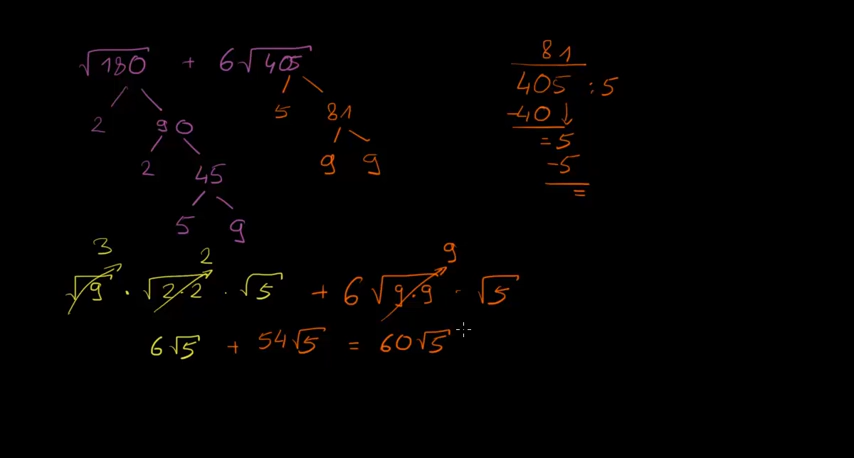 √180 + 6√405
2 90 5 81
2 45 9 9
5 9
81
405 : 5
-40↓
=5
-5
=
3 2 9
√9 · √2·2 · √5 + 6√9·9 · √5
6√5 + 54√5 = 60√5